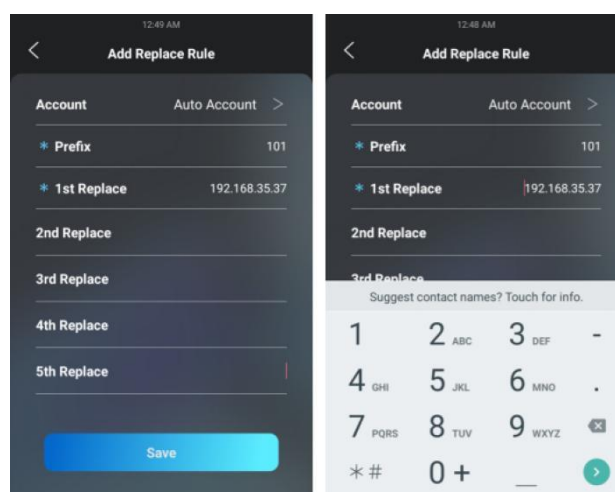 12:49 AM
Add Replace Rule
Account Auto Account >
* Prefix 101
* 1st Replace 192.168.35.37
2nd Replace
3rd Replace
4th Replace
5th Replace
Save
12:48 AM
Add Replace Rule
Account Auto Account >
* Prefix 101
* 1st Replace 192.168.35.37
2nd Replace
3rd Replace
Suggest contact names? Touch for info.
1 2 ABC 3 DEF -
4 GHI 5 JKL 6 MNO .
7 PQRS 8 TUV 9 WXYZ
*# 0 + _